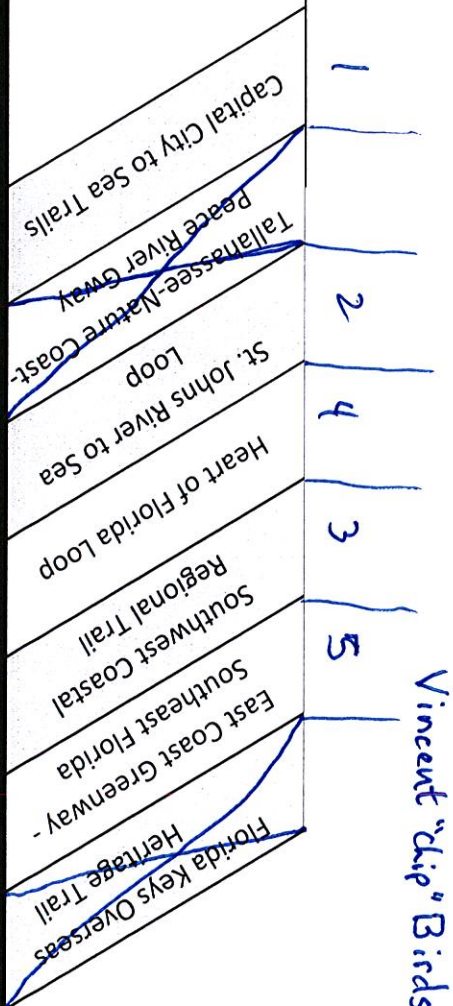 Capital City to Sea Trails
Tallahassee-Nature Coast-
Peace River Gway
St. Johns River to Sea
Loop
Heart of Florida Loop
Southwest Coastal
Regional Trail
East Coast Greenway -
Southeast Florida
Florida Keys Overseas
Heritage Trail
1
2
4
3
5
Vincent "Chip" Birds